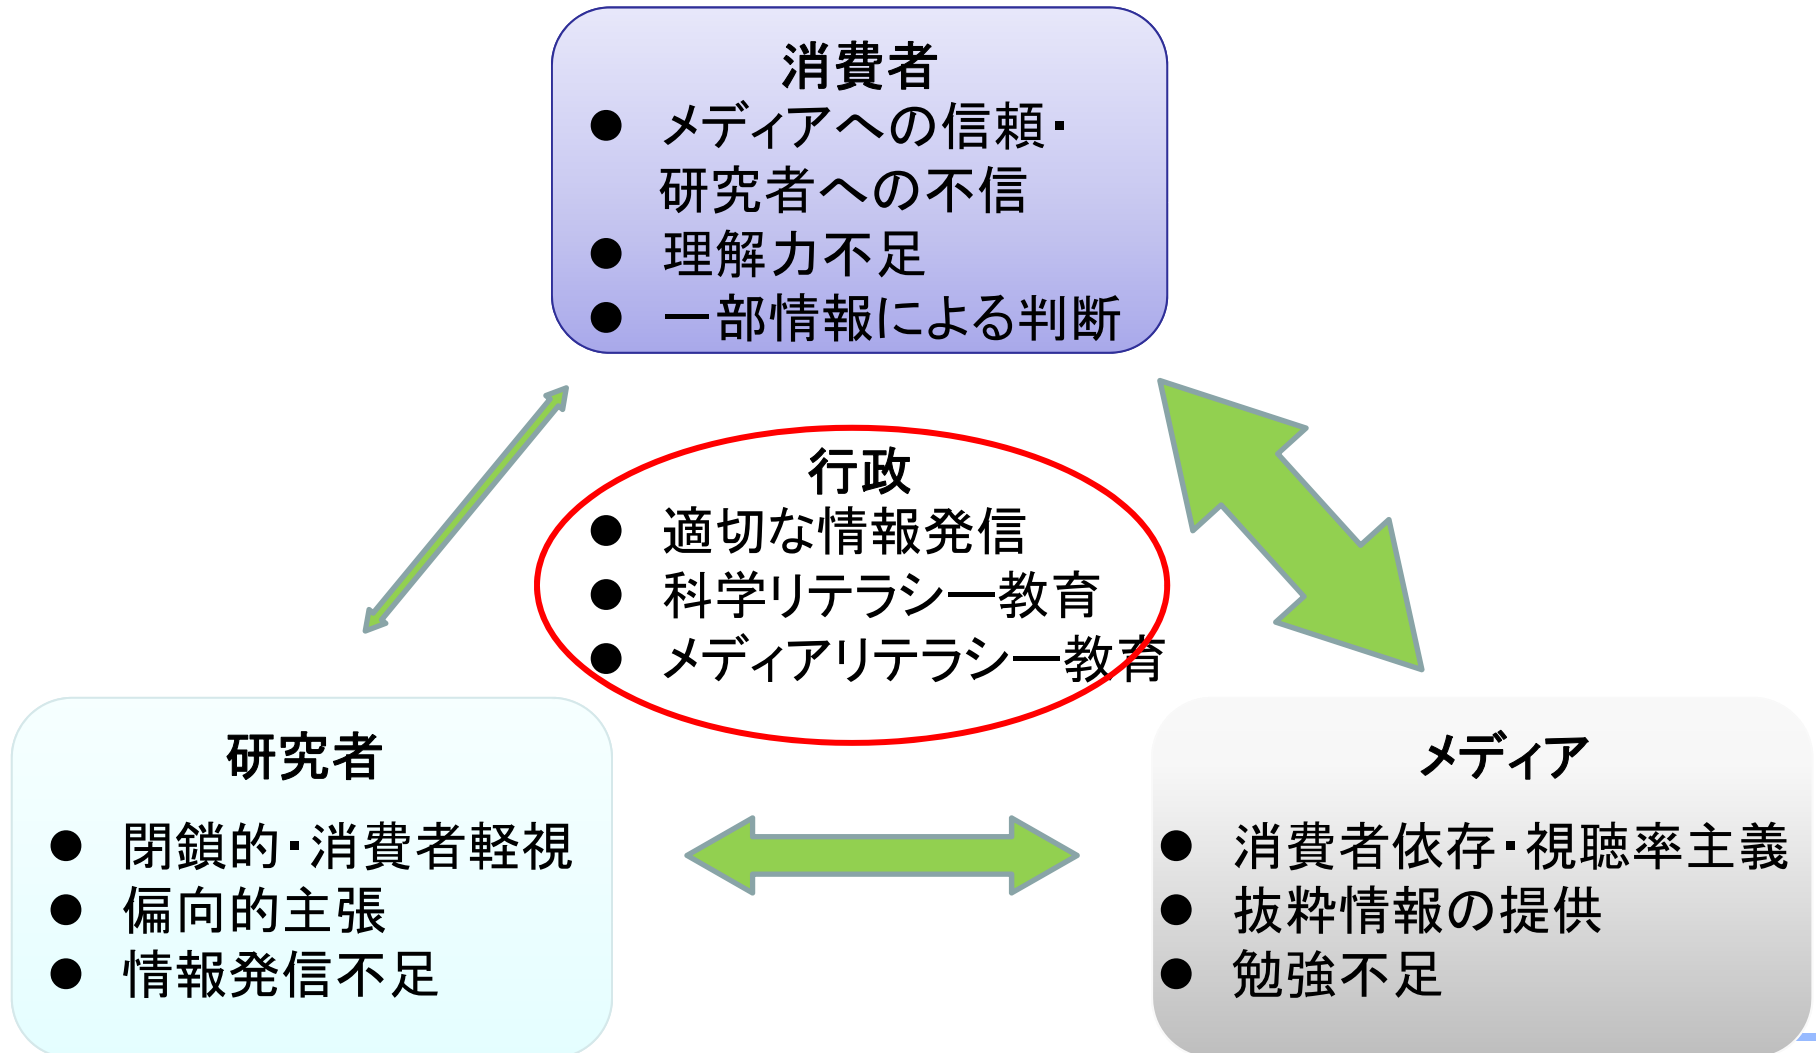 消費者
● メディアへの信頼・
研究者への不信
● 理解力不足
● 一部情報による判断
行政
● 適切な情報発信
● 科学リテラシー教育
● メディアリテラシー教育
研究者
● 閉鎖的・消費者軽視
● 偏向的主張
● 情報発信不足
メディア
● 消費者依存・視聴率主義
● 抜粋情報の提供
● 勉強不足